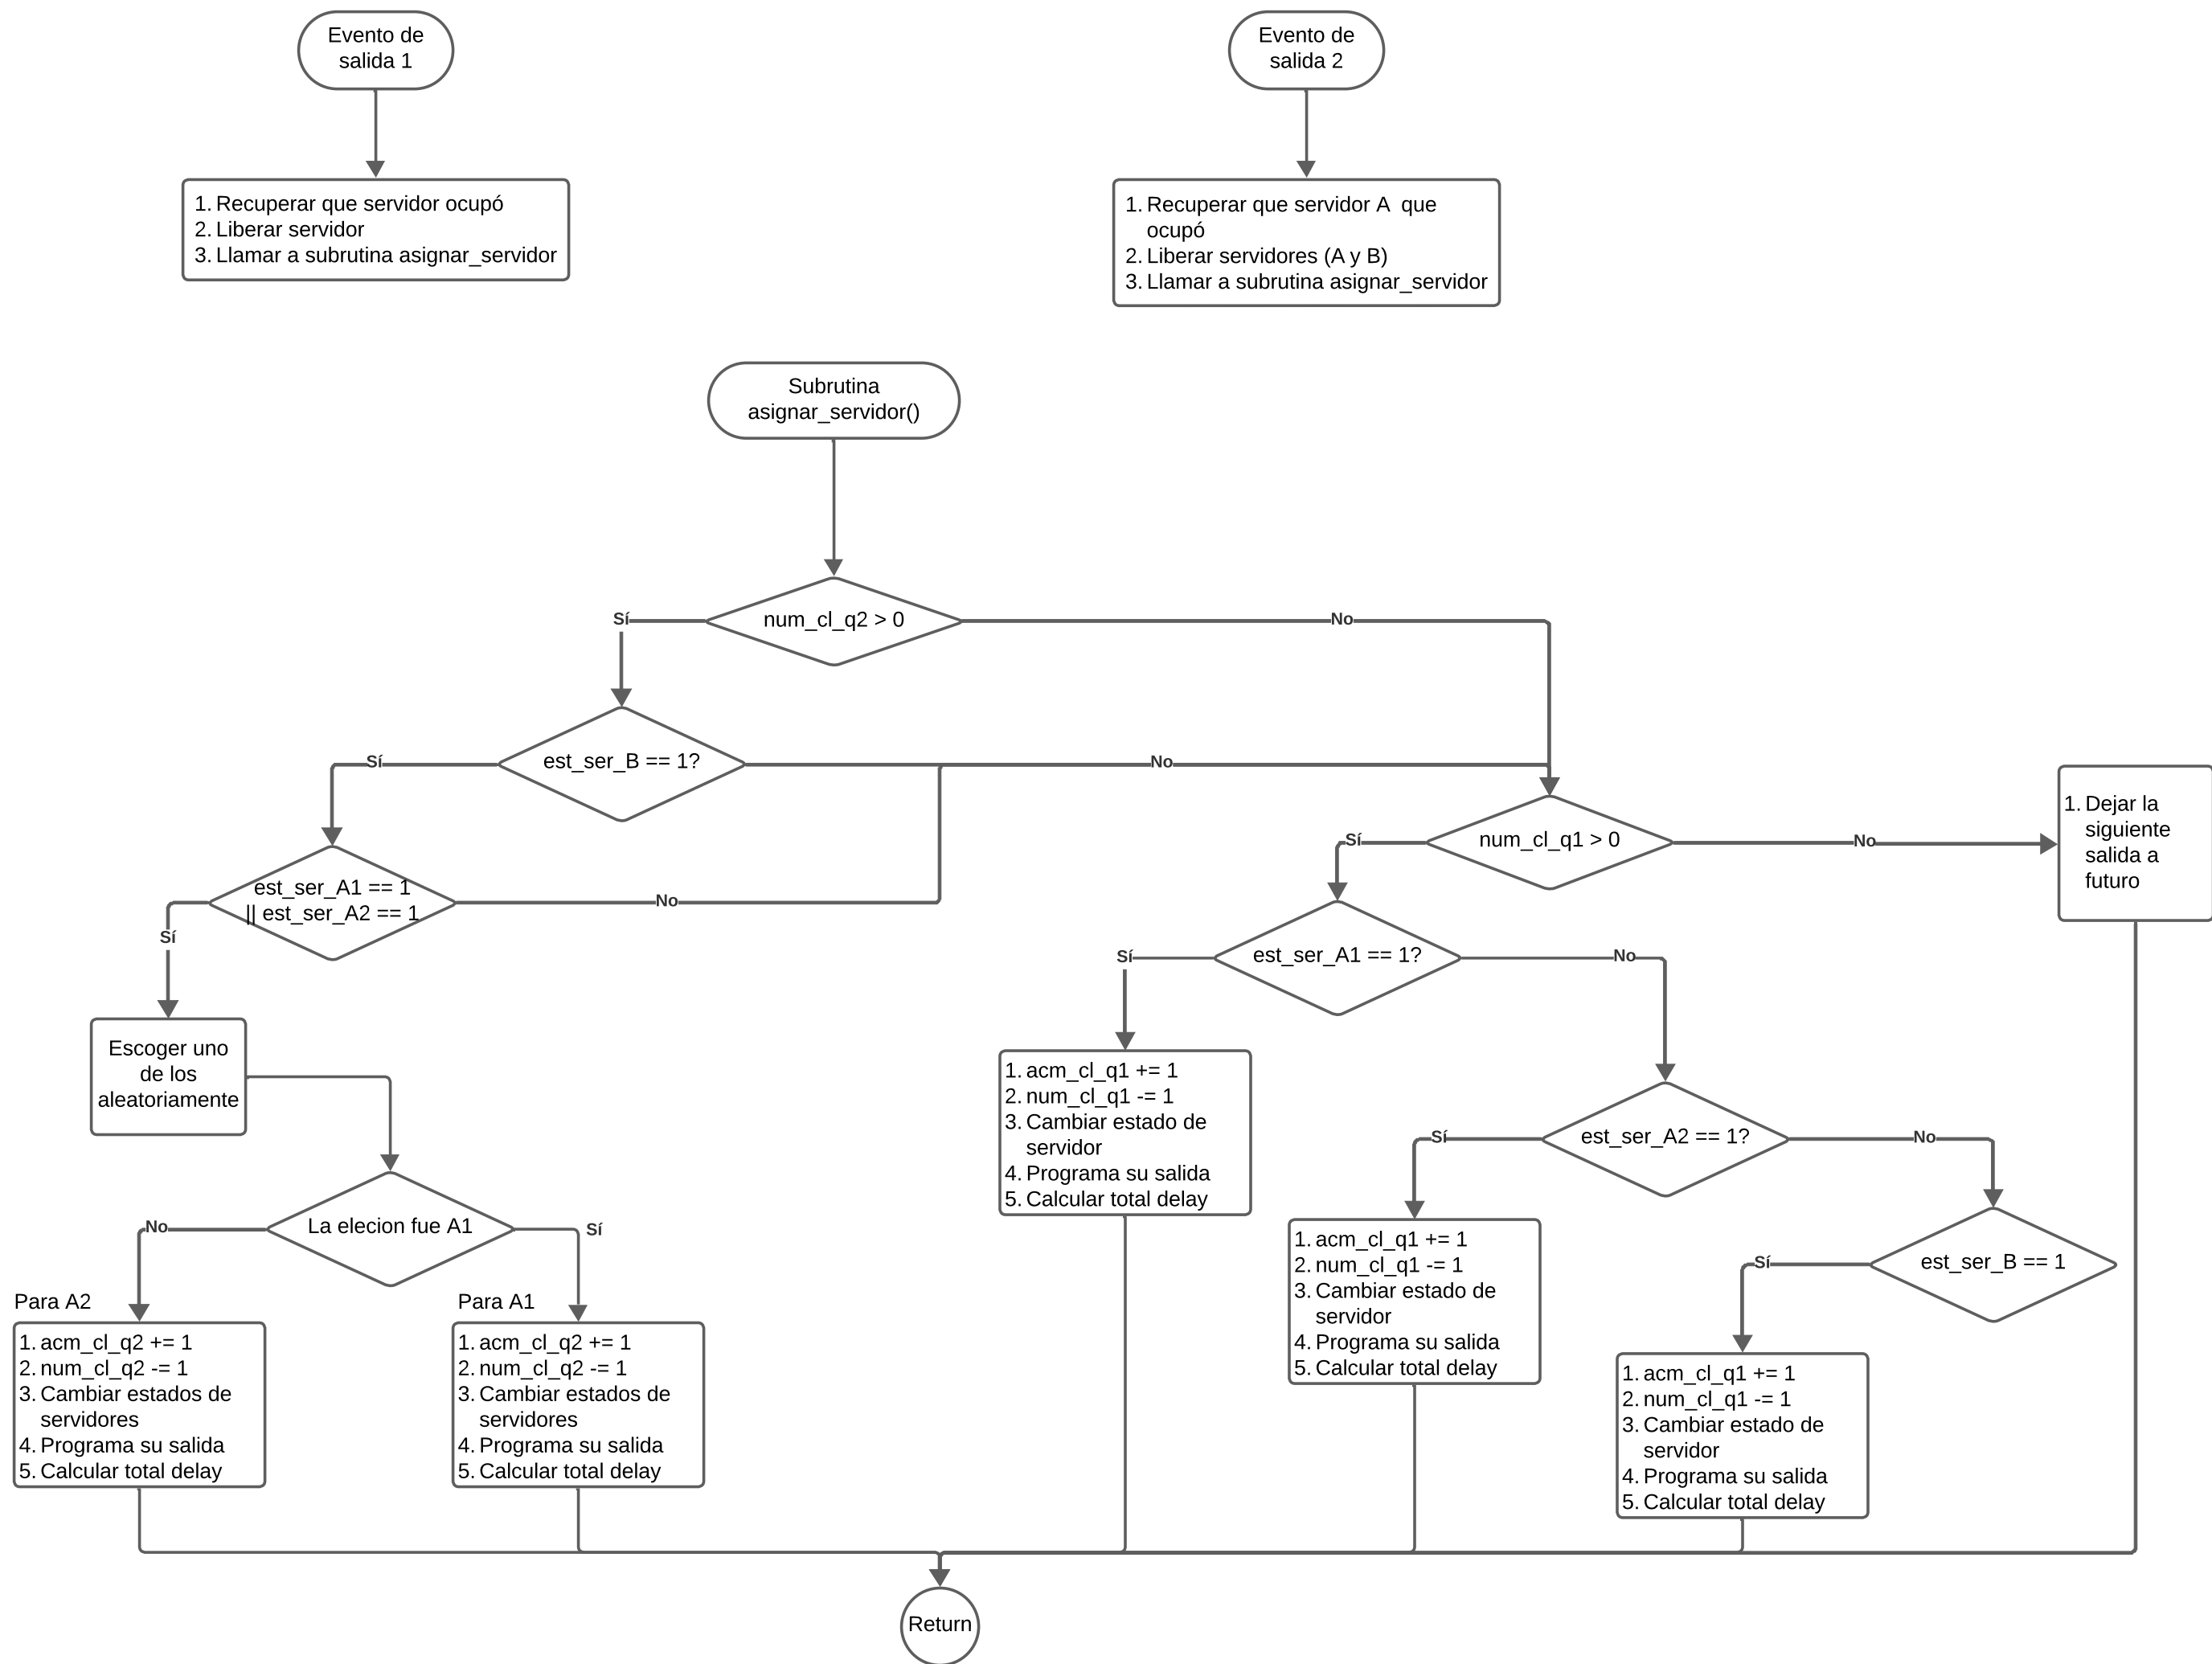 Evento de
salida 1
Evento de
salida 2
1. Recuperar que servidor ocupó
2. Liberar servidor
3. Llamar a subrutina asignar_servidor
1. Recuperar que servidor A  que
ocupó
2. Liberar servidores (A y B)
3. Llamar a subrutina asignar_servidor
Subrutina
asignar_servidor()
num_cl_q2 > 0
Sí
No
est_ser_B == 1?
Sí
No
num_cl_q1 > 0
Sí
No
1. Dejar la
siguiente
salida a
futuro
est_ser_A1 == 1
|| est_ser_A2 == 1
Sí
No
est_ser_A1 == 1?
Sí
No
Escoger uno
de los
aleatoriamente
1. acm_cl_q1 += 1
2. num_cl_q1 -= 1
3. Cambiar estado de
servidor
4. Programa su salida
5. Calcular total delay
est_ser_A2 == 1?
Sí
No
La elecion fue A1
No
Sí
1. acm_cl_q1 += 1
2. num_cl_q1 -= 1
3. Cambiar estado de
servidor
4. Programa su salida
5. Calcular total delay
est_ser_B == 1
Sí
Para A2
1. acm_cl_q2 += 1
2. num_cl_q2 -= 1
3. Cambiar estados de
servidores
4. Programa su salida
5. Calcular total delay
Para A1
1. acm_cl_q2 += 1
2. num_cl_q2 -= 1
3. Cambiar estados de
servidores
4. Programa su salida
5. Calcular total delay
1. acm_cl_q1 += 1
2. num_cl_q1 -= 1
3. Cambiar estado de
servidor
4. Programa su salida
5. Calcular total delay
Return